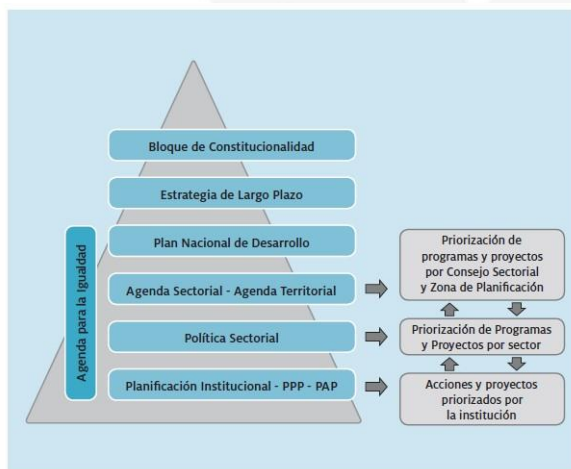 Bloque de Constitucionalidad
Estrategia de Largo Plazo
Plan Nacional de Desarrollo
Agenda Sectorial - Agenda Territorial
Política Sectorial
Planificación Institucional - PPP - PAP
Agenda para la Igualdad
Priorización de
programas y proyectos
por Consejo Sectorial
y Zona de Planificación
Priorización de Programas
y Proyectos por sector
Acciones y proyectos
priorizados por
la institución